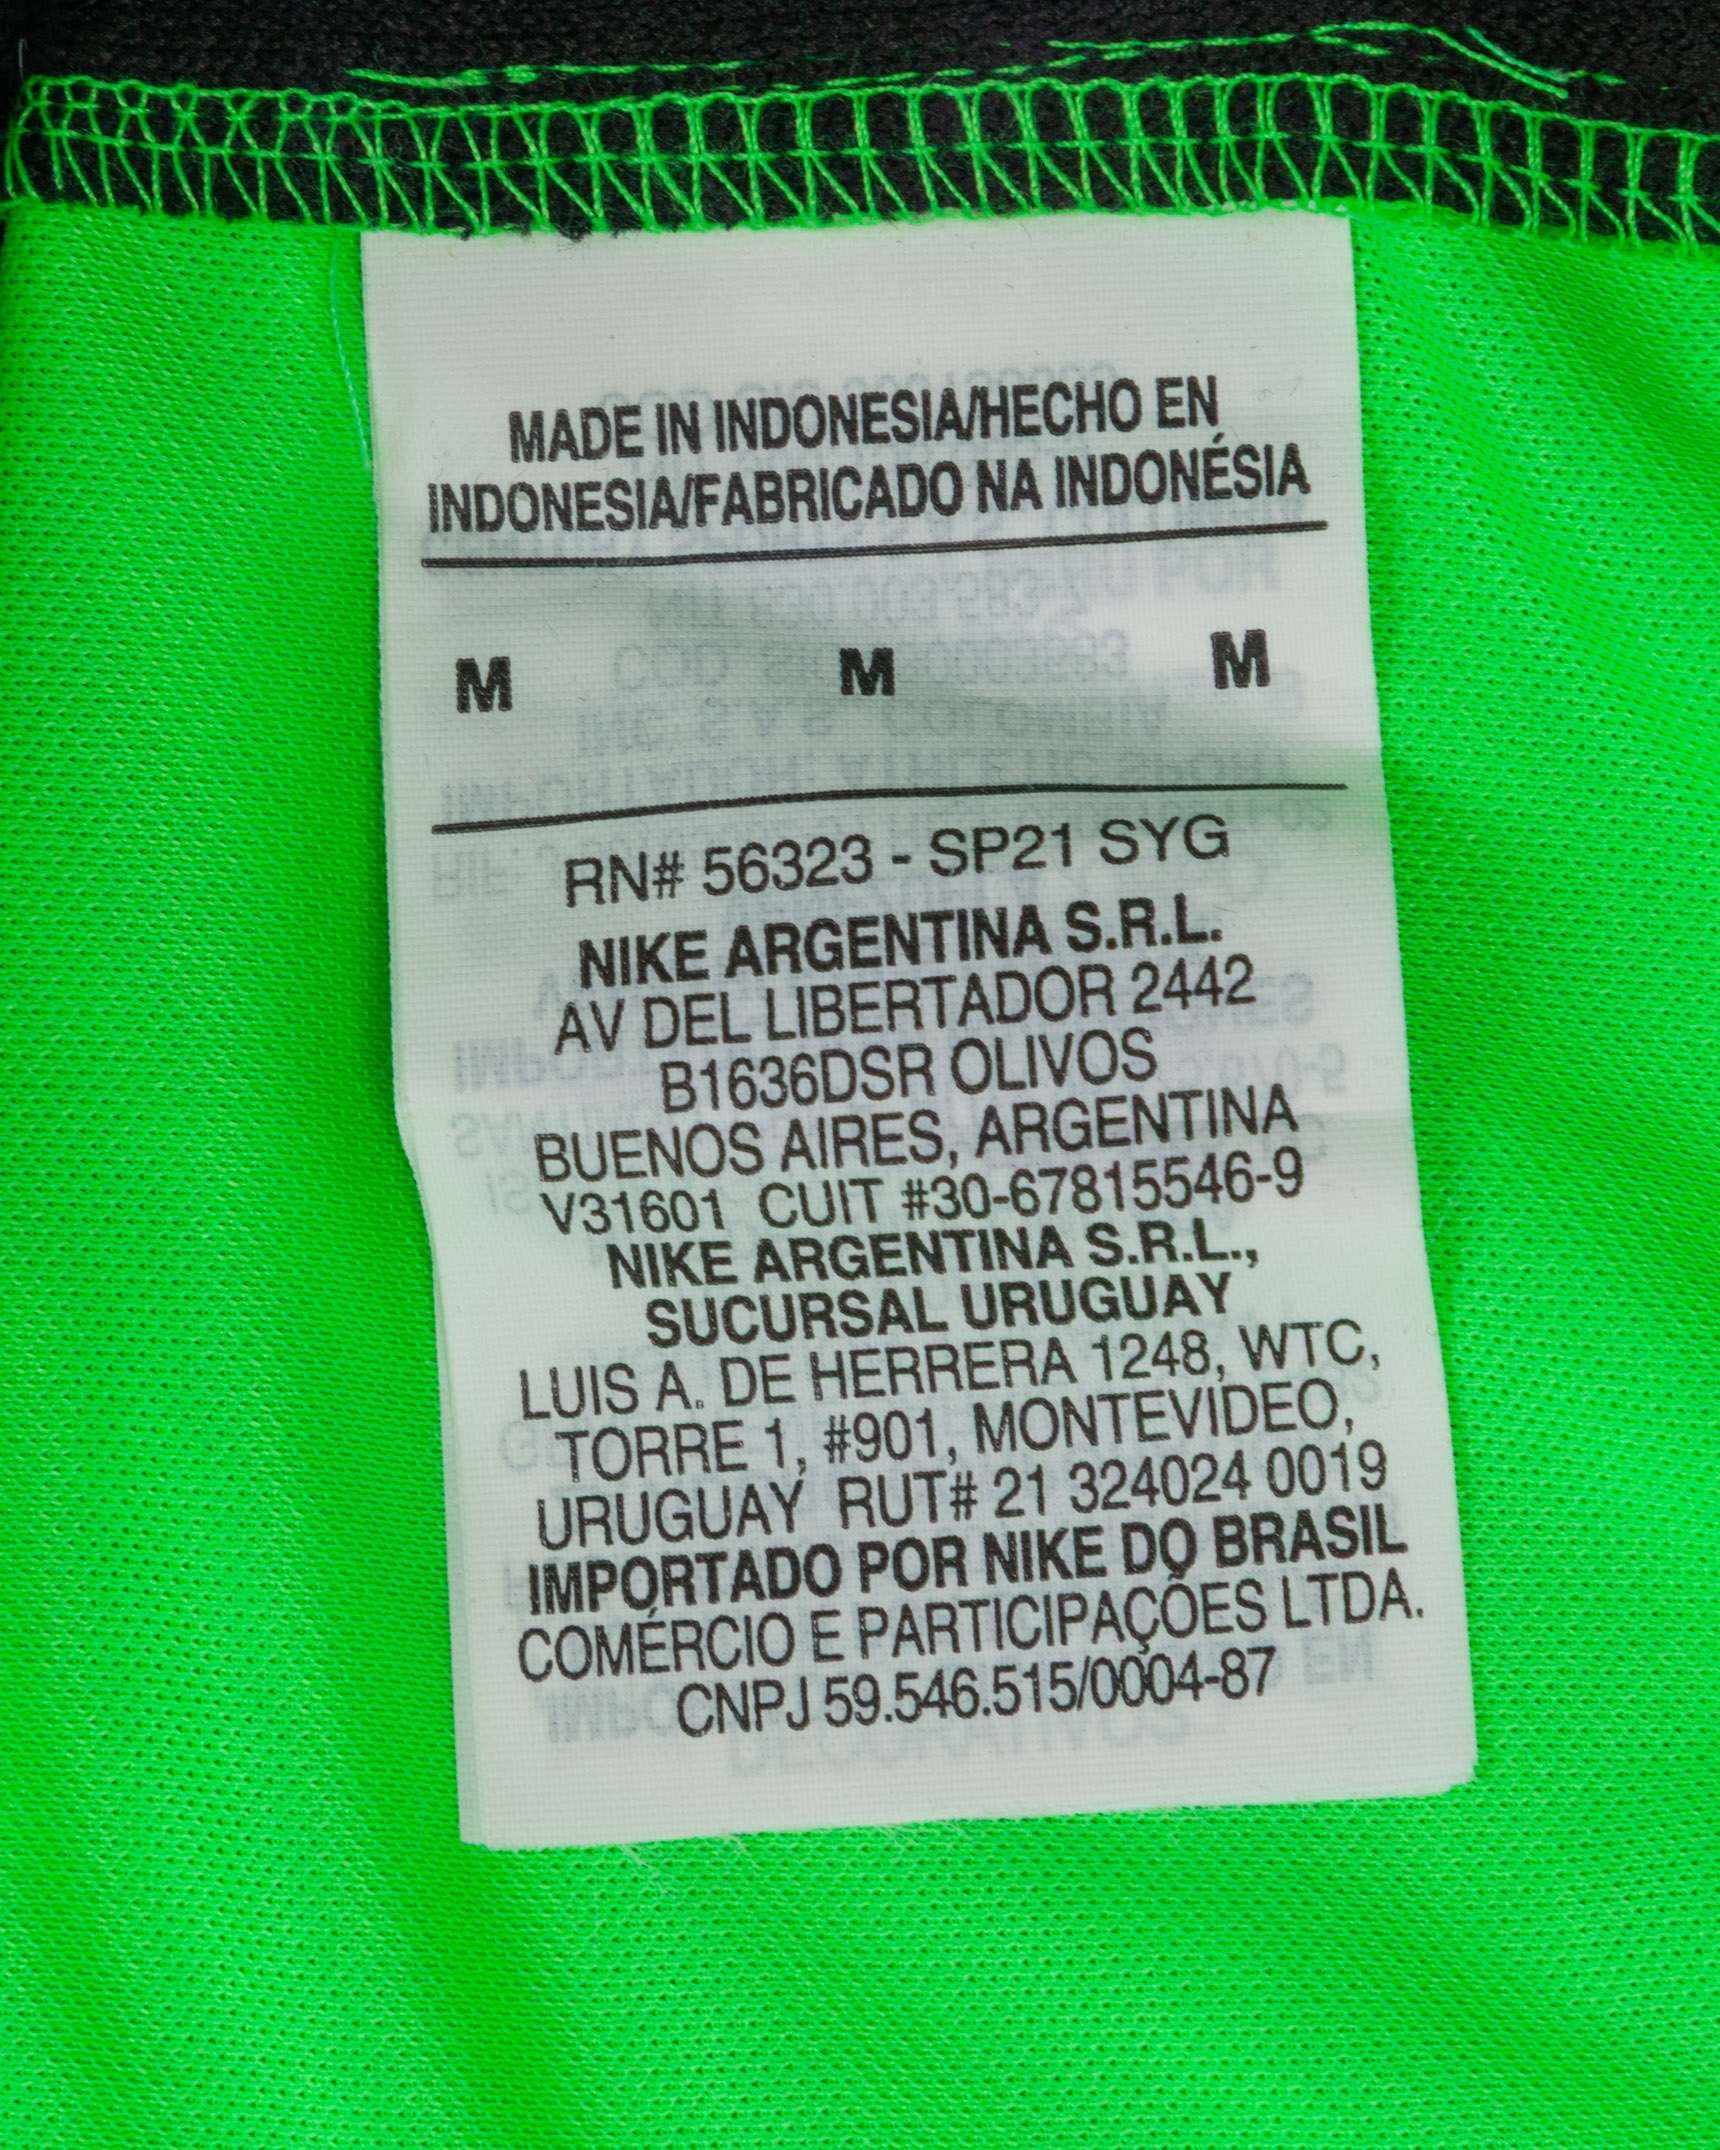 MADE IN INDONESIA/HECHO EN
INDONESIA/FABRICADO NA INDONÉSIA
M M M
RN# 56323 - SP21 SYG
NIKE ARGENTINA S.R.L.
AV DEL LIBERTADOR 2442
B1636DSR OLIVOS
BUENOS AIRES, ARGENTINA
V31601 CUIT #30-67815546-9
NIKE ARGENTINA S.R.L.,
SUCURSAL URUGUAY
LUIS A. DE HERRERA 1248, WTC,
TORRE 1, #901, MONTEVIDEO,
URUGUAY RUT# 21 324024 0019
IMPORTADO POR NIKE DO BRASIL
COMÉRCIO E PARTICIPAÇÕES LTDA.
CNPJ 59.546.515/0004-87